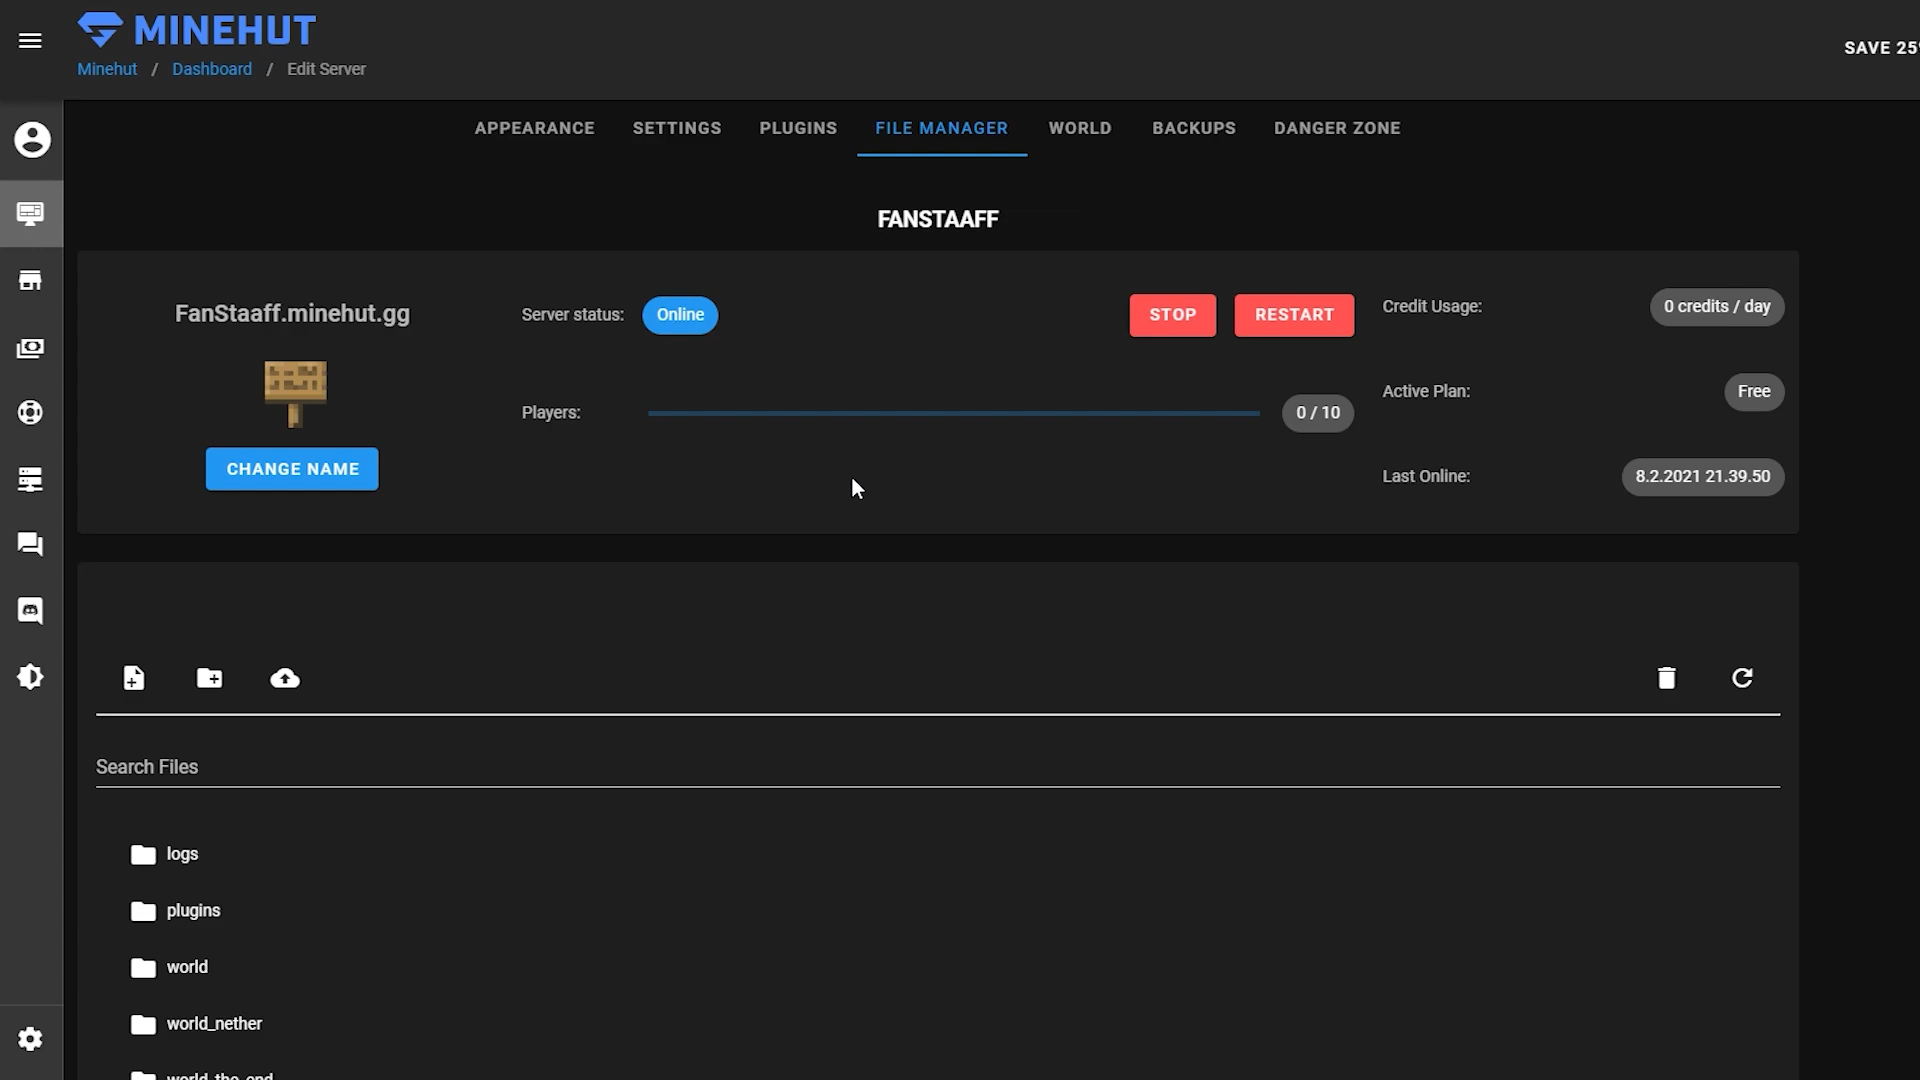 MINEHUT
Minehut / Dashboard / Edit Server
SAVE 25
APPEARANCE SETTINGS PLUGINS FILE MANAGER WORLD BACKUPS DANGER ZONE
FANSTAAFF
FanStaaff.minehut.gg
CHANGE NAME
Server status: Online
STOP RESTART
Players: 0 / 10
Credit Usage: 0 credits / day
Active Plan: Free
Last Online: 8.2.2021 21.39.50
Search Files
logs
plugins
world
world_nether
world_the_end